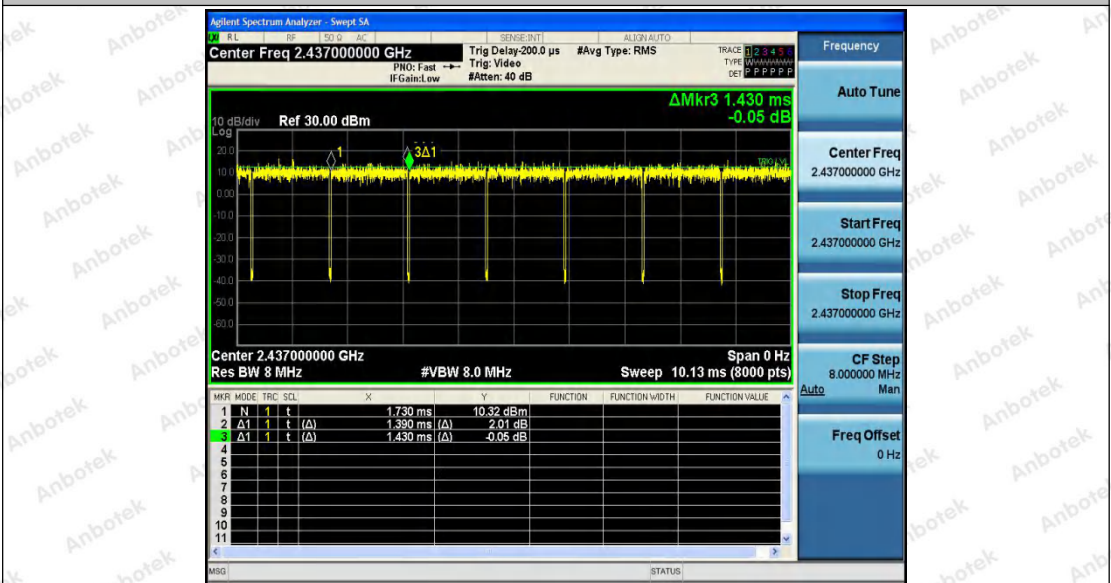 Agilent Spectrum Analyzer - Swept SA
RL RF 50 Ω AC SENSE:INT ALIGN AUTO
Center Freq 2.437000000 GHz
PNO: Fast
IFGain:Low
Trig Delay-200.0 µs
Trig: Video
#Atten: 40 dB
#Avg Type: RMS
TRACE 1 2 3 4 5 6
TYPE W
DET P P P P P P
ΔMkr3 1.430 ms
-0.05 dB
10 dB/div Ref 30.00 dBm
Log
20.0
10.0
0.00
-10.0
-20.0
-30.0
-40.0
-50.0
-60.0
1
3Δ1
TRIG LVL
Center 2.437000000 GHz Span 0 Hz
Res BW 8 MHz #VBW 8.0 MHz Sweep 10.13 ms (8000 pts)
MKR MODE TRC SCL X Y FUNCTION FUNCTION WIDTH FUNCTION VALUE
1 N 1 t 1.730 ms 10.32 dBm
2 Δ1 1 t (Δ) 1.390 ms (Δ) 2.01 dB
3 Δ1 1 t (Δ) 1.430 ms (Δ) -0.05 dB
4
5
6
7
8
9
10
11
MSG STATUS
Frequency
Auto Tune
Center Freq
2.437000000 GHz
Start Freq
2.437000000 GHz
Stop Freq
2.437000000 GHz
CF Step
8.000000 MHz
Auto Man
Freq Offset
0 Hz
Anbotek